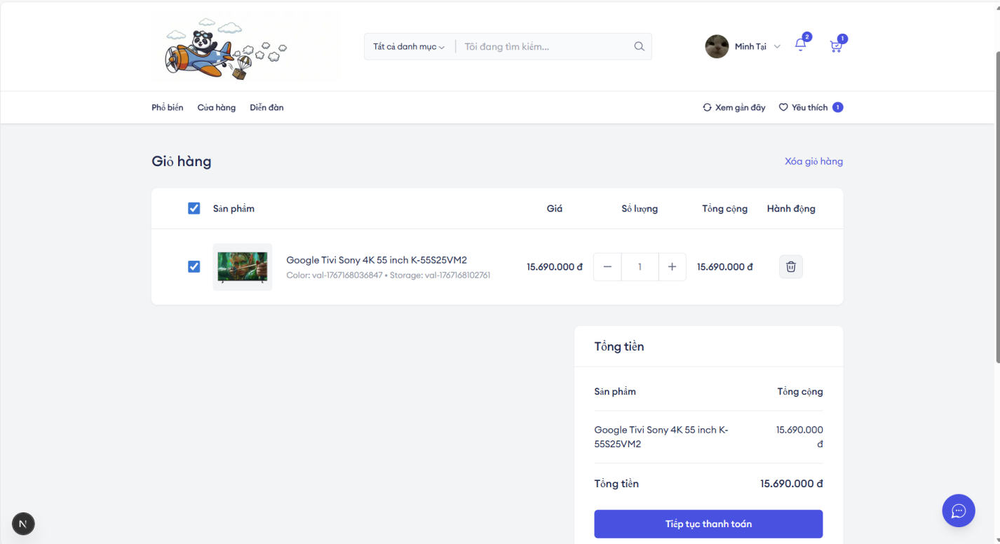 Tất cả danh mục
Tôi đang tìm kiếm...
Minh Tại
2
1
Phổ biến
Cửa hàng
Diễn đàn
Xem gần đây
Yêu thích
1
Giỏ hàng
Xóa giỏ hàng
Sản phẩm
Giá
Số lượng
Tổng cộng
Hành động
Google Tivi Sony 4K 55 inch K-55S25VM2
Color: val-1767168036847 • Storage: val-1767168102761
15.690.000 đ
1
15.690.000 đ
Tổng tiền
Sản phẩm
Tổng cộng
Google Tivi Sony 4K 55 inch K-
55S25VM2
15.690.000
đ
Tổng tiền
15.690.000 đ
Tiếp tục thanh toán
N